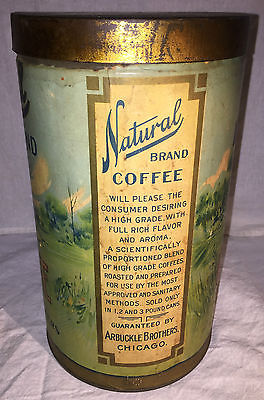 Natural
BRAND
COFFEE
WILL PLEASE THE
CONSUMER DESIRING
A HIGH GRADE, WITH
FULL RICH FLAVOR
AND AROMA.
A SCIENTIFICALLY
PROPORTIONED BLEND
OF HIGH GRADE COFFEES
ROASTED AND PREPARED
FOR USE BY THE MOST
APPROVED AND SANITARY
METHODS. SOLD ONLY
IN 1, 2 AND 3 POUND CANS.
GUARANTEED BY
ARBUCKLE BROTHERS,
CHICAGO.